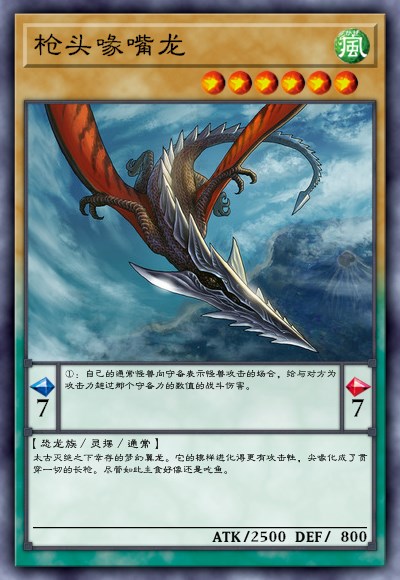 枪头喙嘴龙
風
①：自己的通常怪兽向守备表示怪兽攻击的场合，给与对方为
攻击力超过那个守备力的数值的战斗伤害。
7
7
【恐龙族／灵摆／通常】
太古灭绝之下幸存的梦幻翼龙。它的模样进化得更有攻击性，尖喙化成了贯
穿一切的长枪。尽管如此主食好像还是吃鱼。
ATK/2500 DEF/ 800